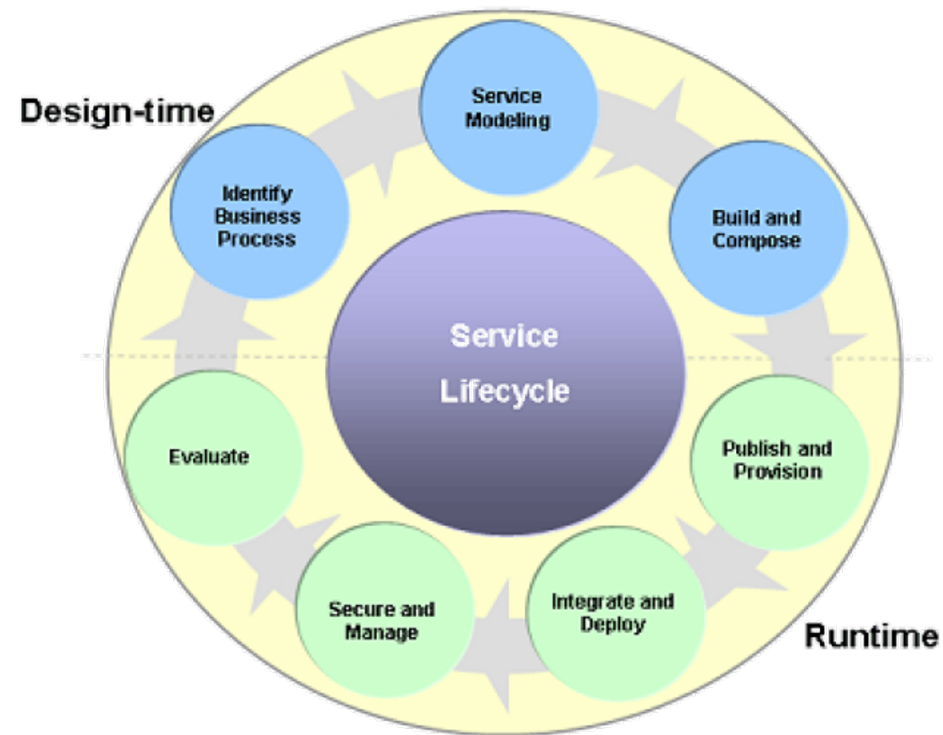 Design-time
Service
Modeling
Identify
Business
Process
Build and
Compose
Service
Lifecycle
Evaluate
Publish and
Provision
Secure and
Manage
Integrate and
Deploy
Runtime